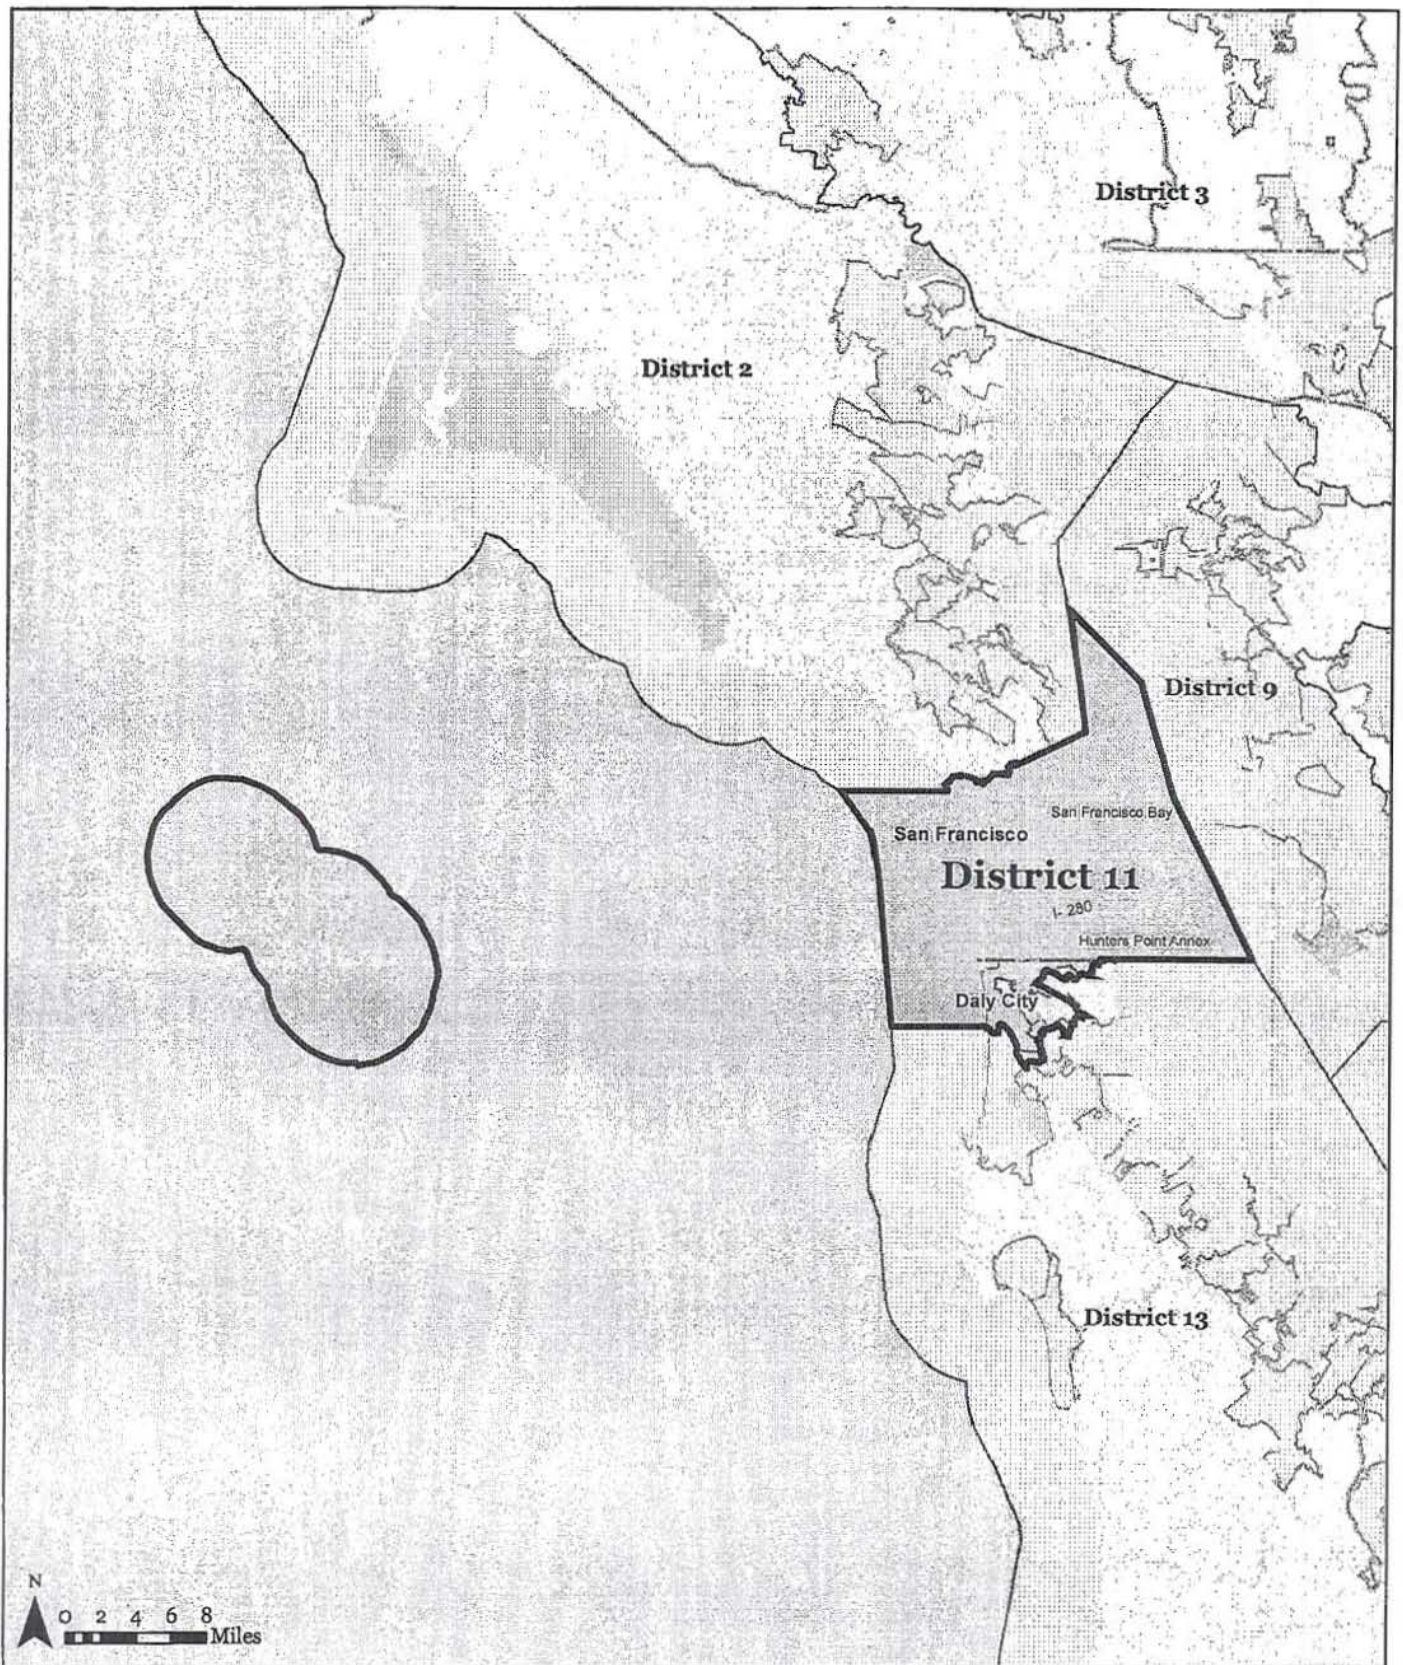 District 3
District 2
District 9
San Francisco Bay
San Francisco
District 11
I- 280
Hunters Point Annex
Daly City
District 13
N
0 2 4 6 8
Miles